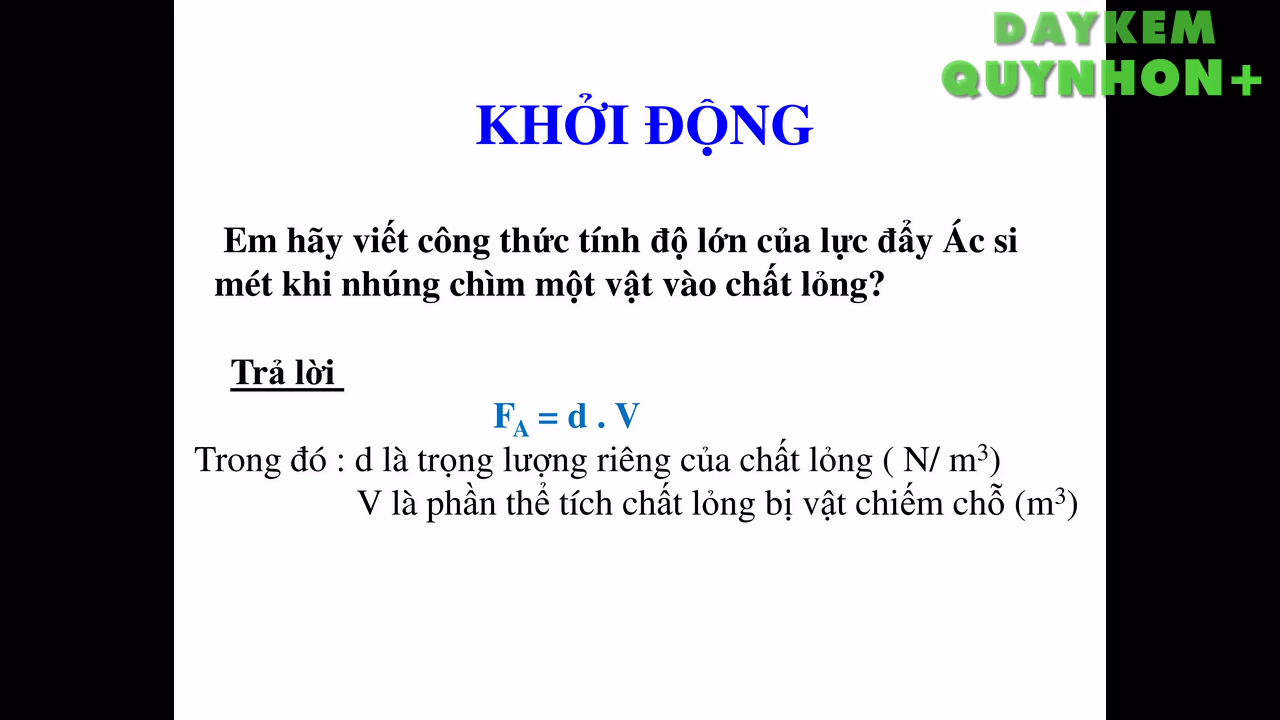 DAYKEM
QUYNHON+
KHỞI ĐỘNG
Em hãy viết công thức tính độ lớn của lực đẩy Ác si
mét khi nhúng chìm một vật vào chất lỏng?
Trả lời
F_A = d . V
Trong đó : d là trọng lượng riêng của chất lỏng ( N/ m³)
V là phần thể tích chất lỏng bị vật chiếm chỗ (m³)